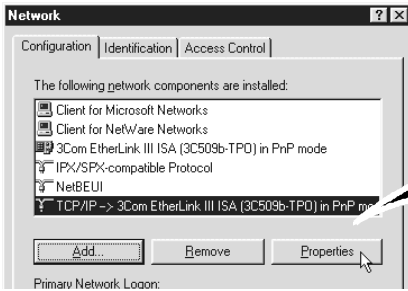 Network
Configuration Identification Access Control
The following network components are installed:
Client for Microsoft Networks
Client for NetWare Networks
3Com EtherLink III ISA (3C509b-TPO) in PnP mode
IPX/SPX-compatible Protocol
NetBEUI
TCP/IP -> 3Com EtherLink III ISA (3C509b-TPO) in PnP mo
Add... Remove Properties
Primary Network Logon: